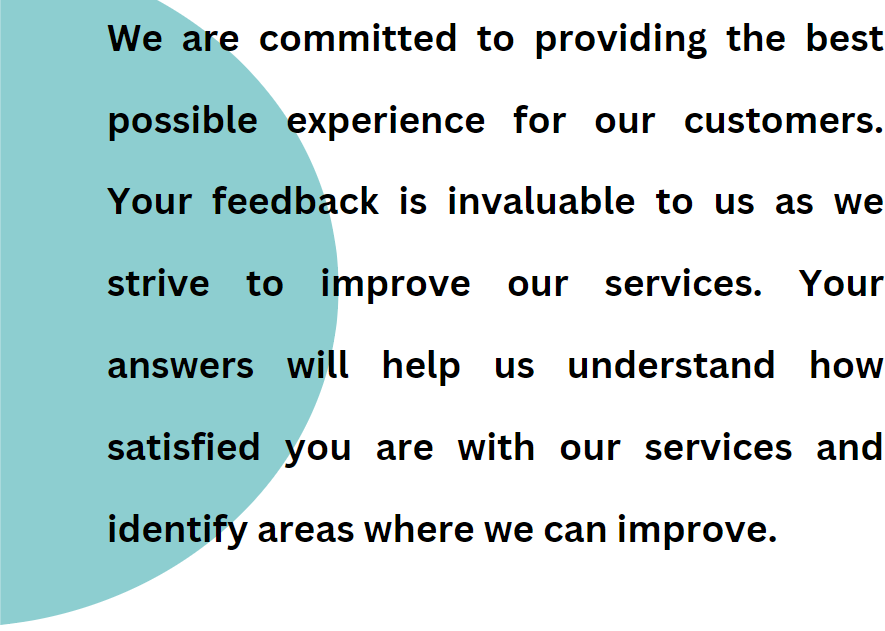 We are committed to providing the best
possible experience for our customers.
Your feedback is invaluable to us as we
strive to improve our services. Your
answers will help us understand how
satisfied you are with our services and
identify areas where we can improve.